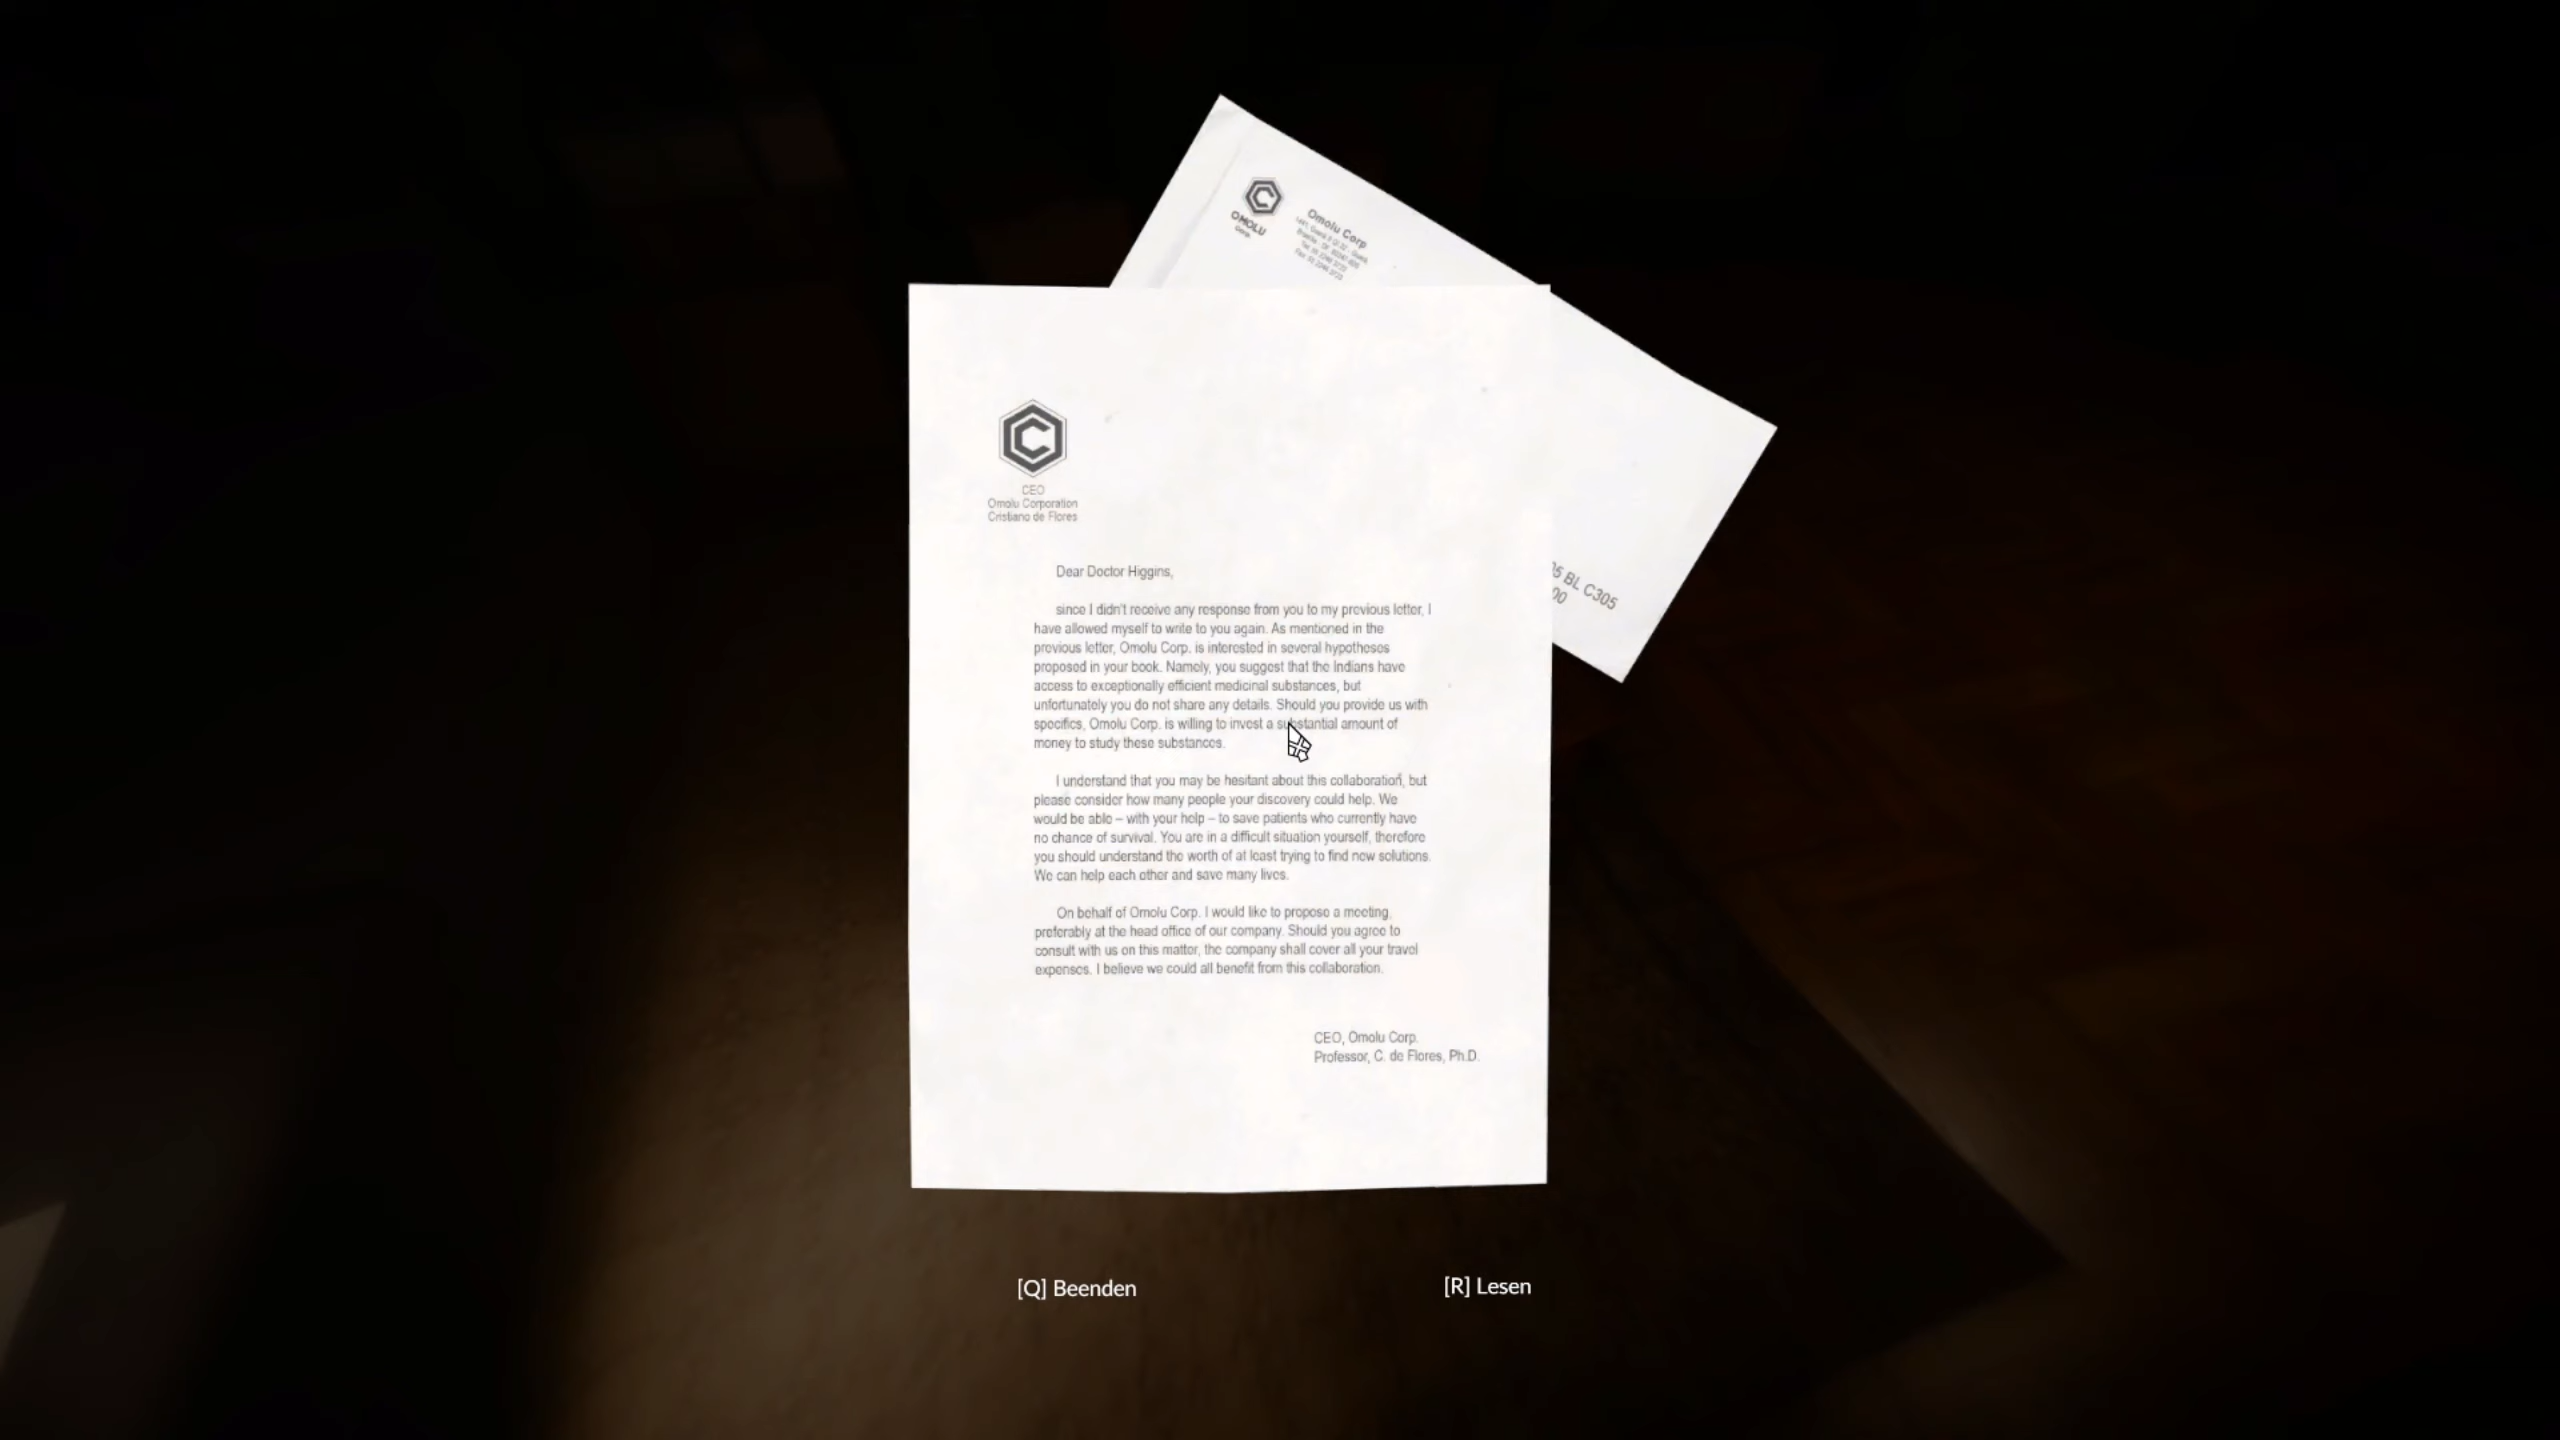 OMOLU
Corp.
Omolu Corp
C
CEO
Omolu Corporation
Cristiano de Flores
Dear Doctor Higgins,
since I didn't receive any response from you to my previous letter, I
have allowed myself to write to you again. As mentioned in the
previous letter, Omolu Corp. is interested in several hypotheses
proposed in your book. Namely, you suggest that the Indians have
access to exceptionally efficient medicinal substances, but
unfortunately you do not share any details. Should you provide us with
specifics, Omolu Corp. is willing to invest a substantial amount of
money to study these substances.
I understand that you may be hesitant about this collaboration, but
please consider how many people your discovery could help. We
would be able – with your help – to save patients who currently have
no chance of survival. You are in a difficult situation yourself, therefore
you should understand the worth of at least trying to find new solutions.
We can help each other and save many lives.
On behalf of Omolu Corp. I would like to propose a meeting,
preferably at the head office of our company. Should you agree to
consult with us on this matter, the company shall cover all your travel
expenses. I believe we could all benefit from this collaboration.
CEO, Omolu Corp.
Professor, C. de Flores, Ph.D.
BL C305
00
[Q] Beenden
[R] Lesen